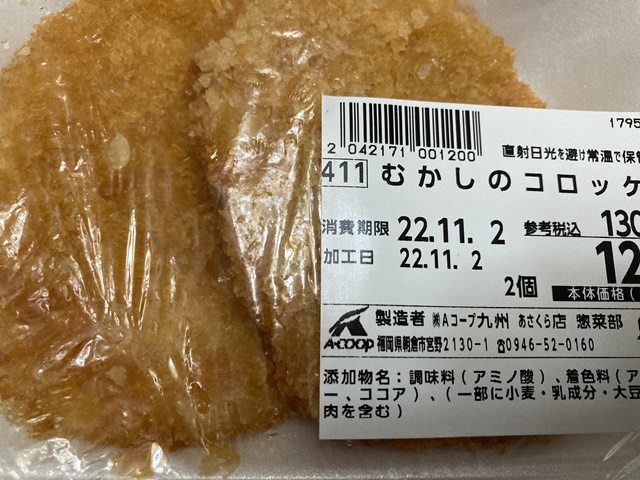 1795
2 042171 001200
直射日光を避け常温で保管
411 むかしのコロッケ
消費期限 22.11. 2 参考税込 130
加工日 22.11. 2 12
2個 本体価格(
製造者 ㈱Aコープ九州 あさくら店 惣菜部
A-COOP 福岡県朝倉市宮野2130-1 ☎0946-52-0160
添加物名:調味料(アミノ酸)、着色料(ア
ー、ココア)、(一部に小麦・乳成分・大豆
肉を含む)